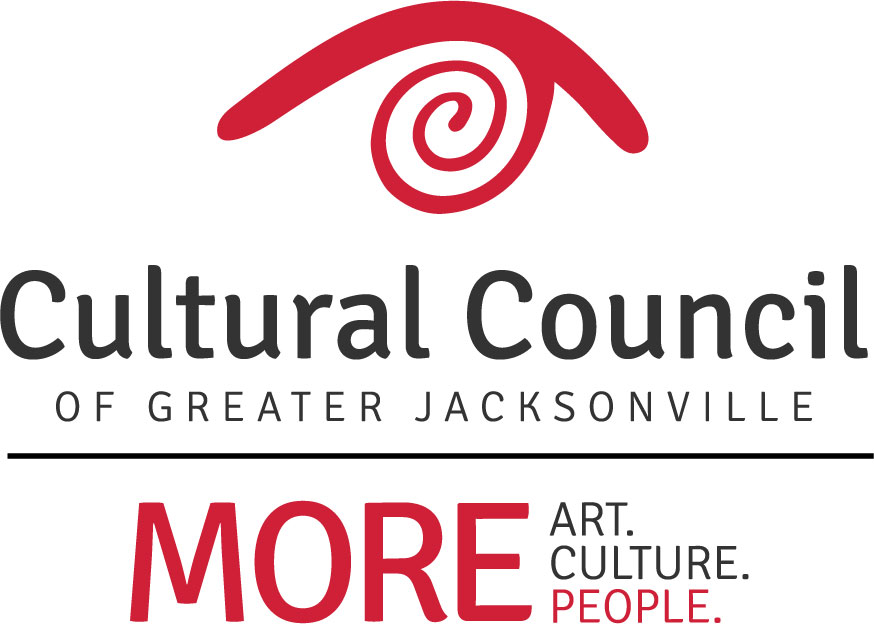 Cultural Council
OF GREATER JACKSONVILLE
MORE
ART.
CULTURE.
PEOPLE.